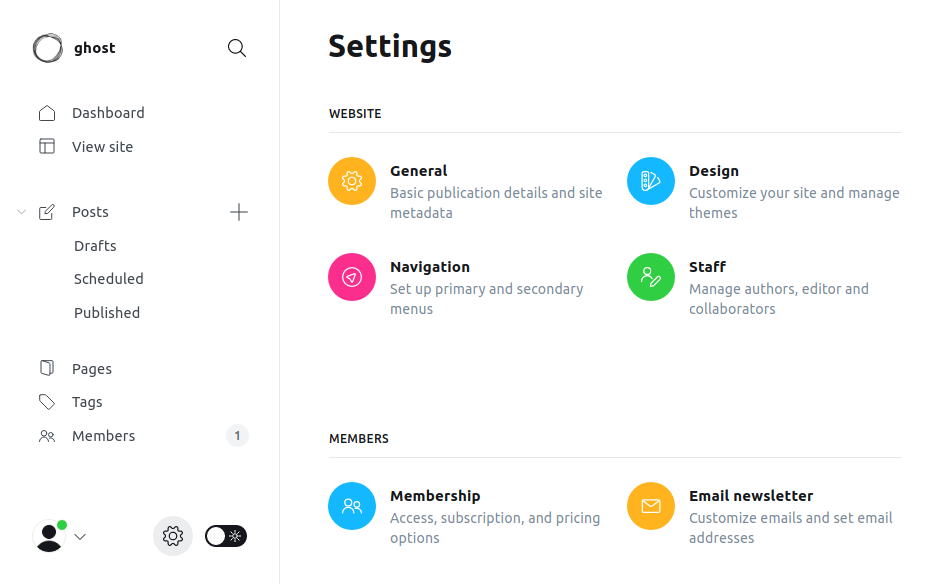 ghost
Dashboard
View site
Posts
Drafts
Scheduled
Published
Pages
Tags
Members
1
Settings
WEBSITE
General
Basic publication details and site
metadata
Design
Customize your site and manage
themes
Navigation
Set up primary and secondary
menus
Staff
Manage authors, editor and
collaborators
MEMBERS
Membership
Access, subscription, and pricing
options
Email newsletter
Customize emails and set email
addresses